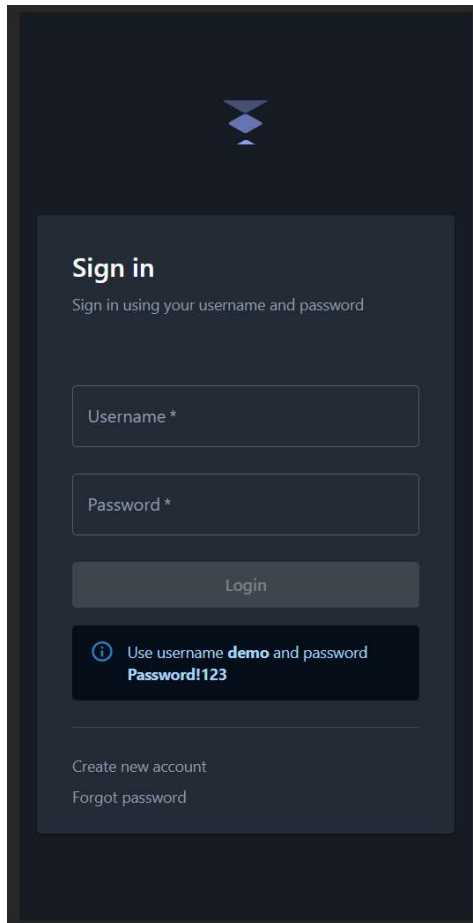 Sign in
Sign in using your username and password
Username *
Password *
Login
Use username demo and password
Password!123
Create new account
Forgot password